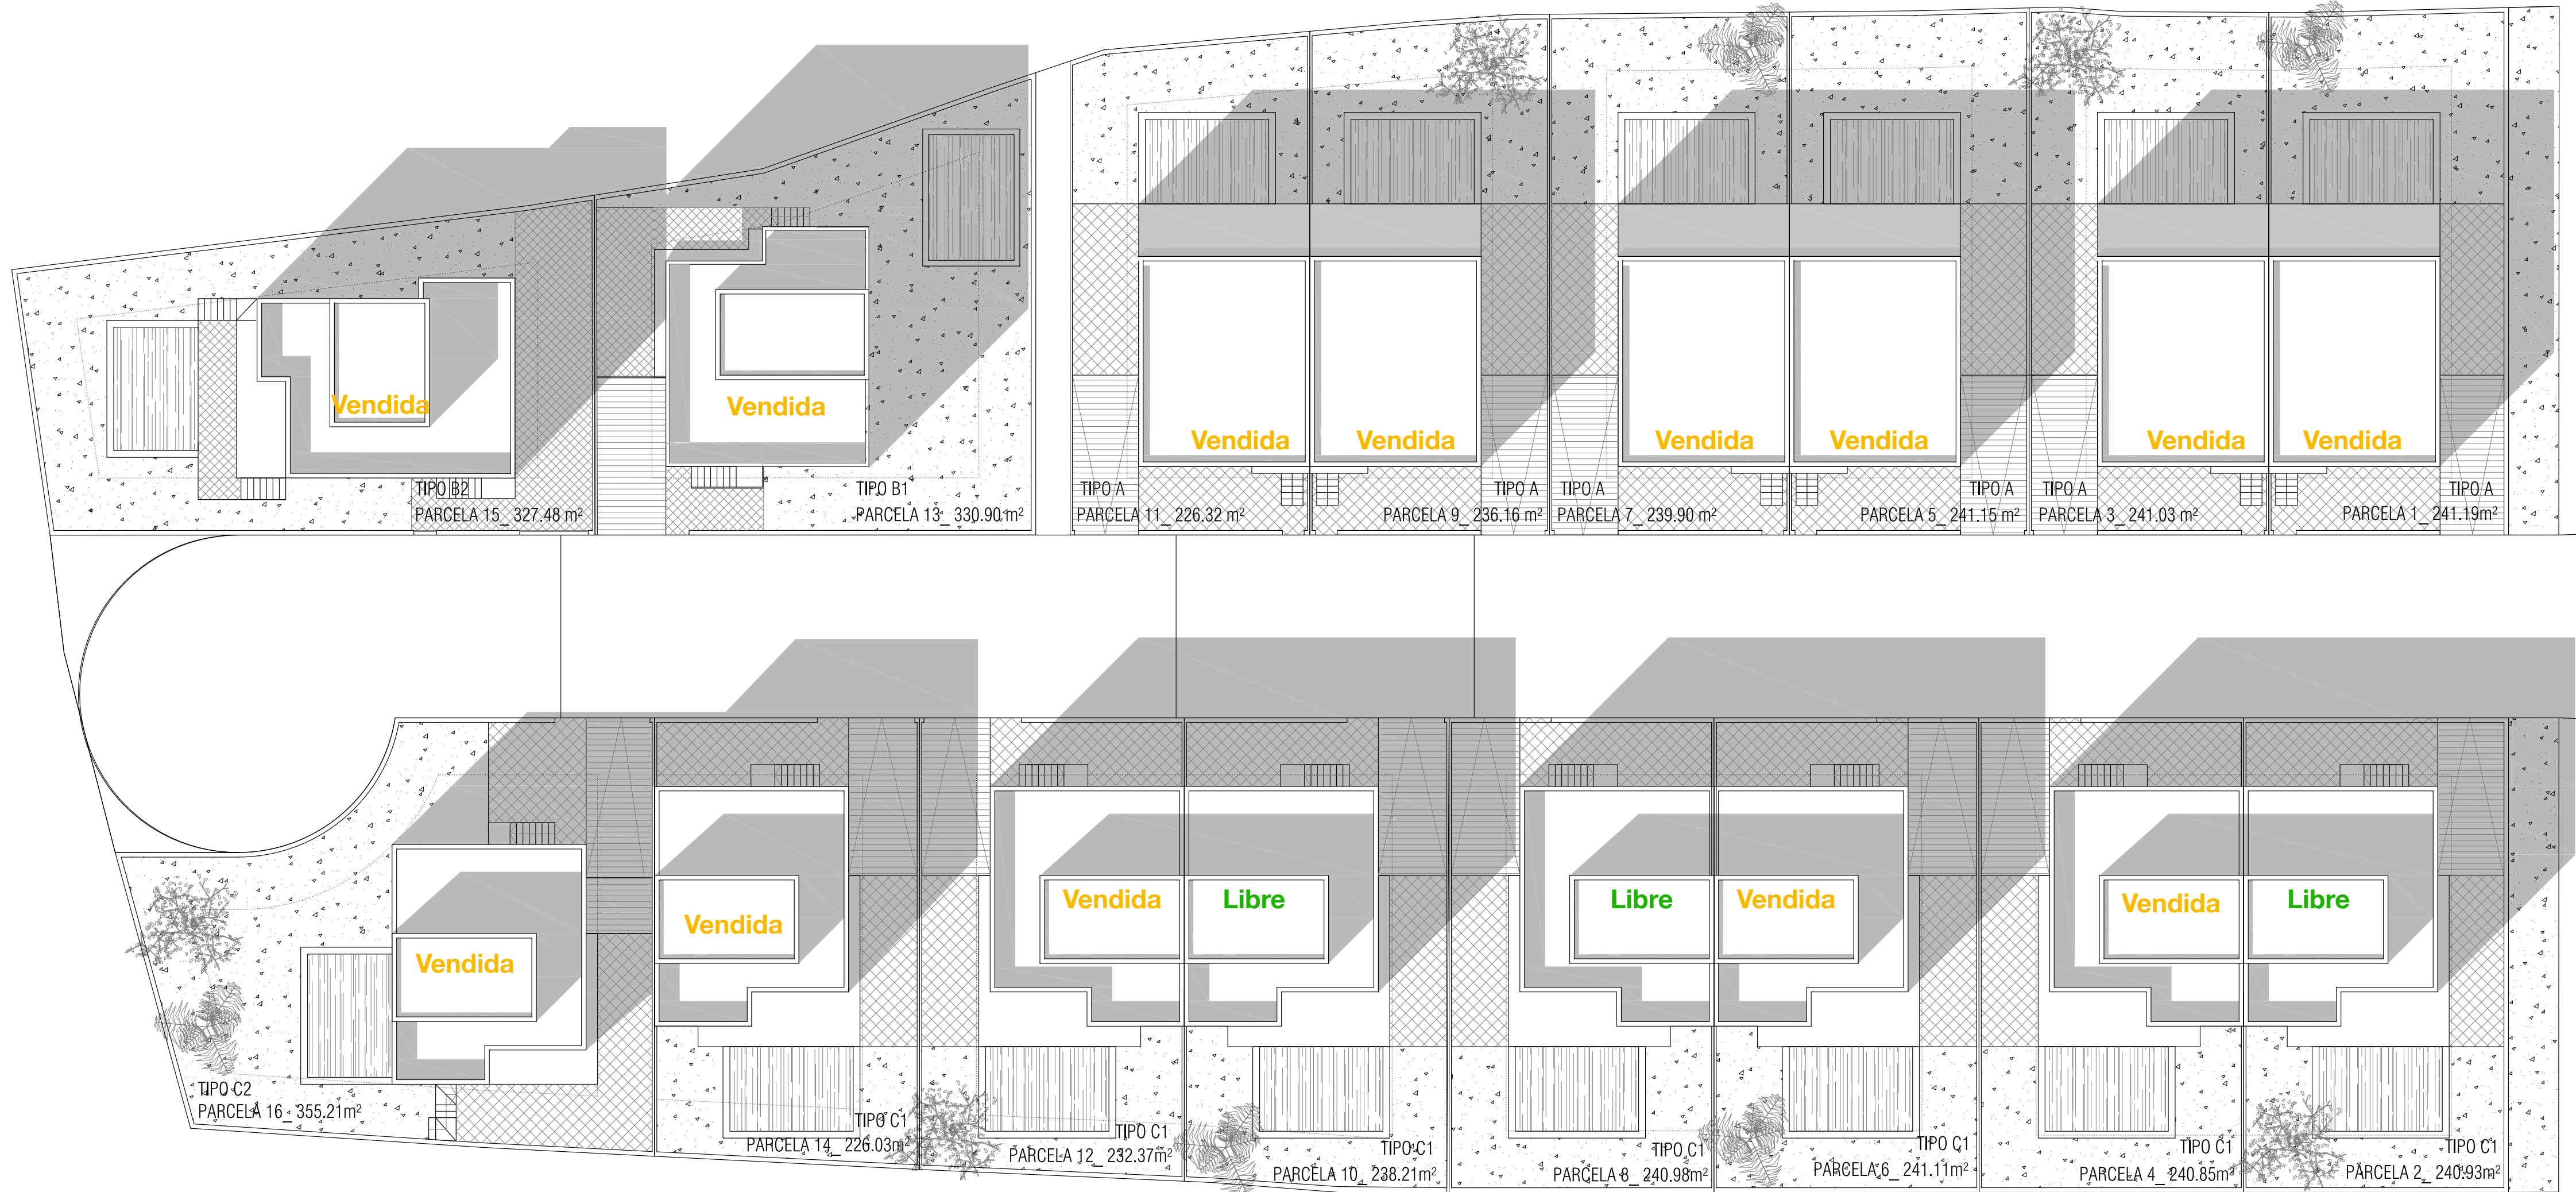 Vendida
Vendida
Vendida
Vendida
Vendida
Vendida
Vendida
Vendida
TIPO B2
PARCELA 15_ 327.48 m²
TIPO B1
PARCELA 13_ 330.90 m²
TIPO A
PARCELA 11_ 226.32 m²
TIPO A
PARCELA 9_ 236.16 m²
TIPO A
PARCELA 7_ 239.90 m²
TIPO A
PARCELA 5_ 241.15 m²
TIPO A
PARCELA 3_ 241.03 m²
TIPO A
PARCELA 1_ 241.19m²
Vendida
Vendida
Vendida
Libre
Libre
Vendida
Vendida
Libre
TIPO C2
PARCELA 16_ 355.21m²
TIPO C1
PARCELA 14_ 226.03m²
TIPO C1
PARCELA 12_ 232.37m²
TIPO C1
PARCELA 10_ 238.21m²
TIPO C1
PARCELA 8_ 240.98m²
TIPO C1
PARCELA 6_ 241.11m²
TIPO C1
PARCELA 4_ 240.85m²
TIPO C1
PARCELA 2_ 240.93m²